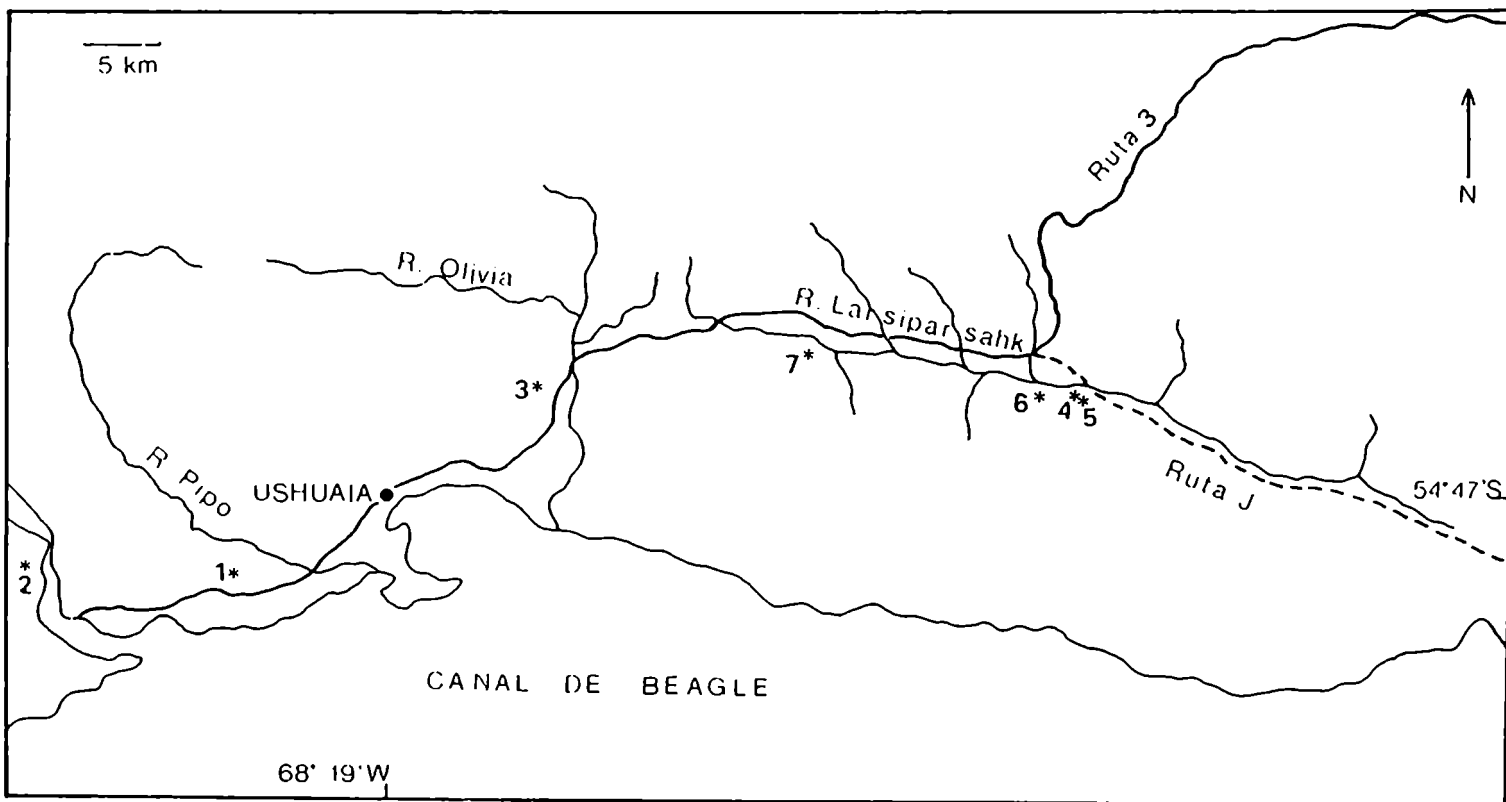 5 km
Ruta 3
N
R. Olivia
R. Larsiparsahk
7*
3*
6*
4*
*5
R Pipo
USHUAIA
Ruta J
54°47'S
1*
*
2
CANAL DE BEAGLE
68° 19'W